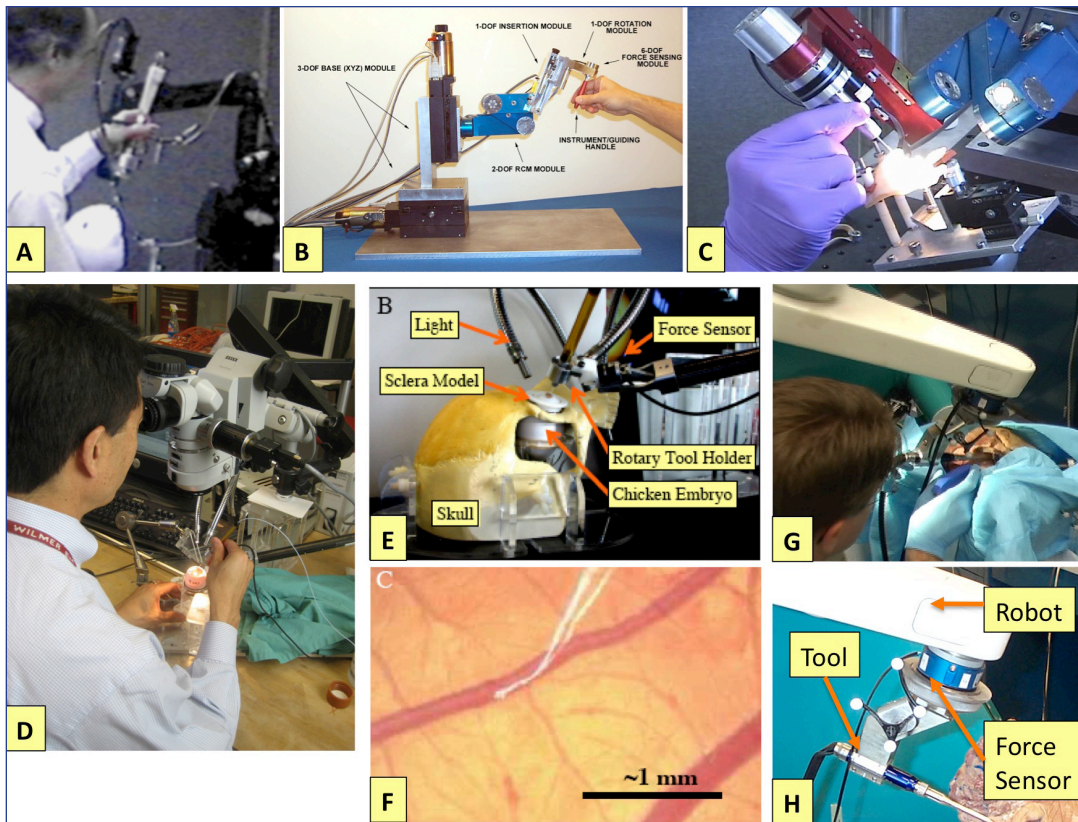 A
1-DOF INSERTION MODULE
1-DOF ROTATION
MODULE
6-DOF
FORCE SENSING
MODULE
3-DOF BASE (XYZ) MODULE
INSTRUMENT/GUIDING
HANDLE
2-DOF RCM MODULE
B
C
WILMER
D
B
Light
Force Sensor
Sclera Model
Rotary Tool Holder
Chicken Embryo
Skull
E
C
~1 mm
F
G
Robot
Tool
Force
Sensor
H